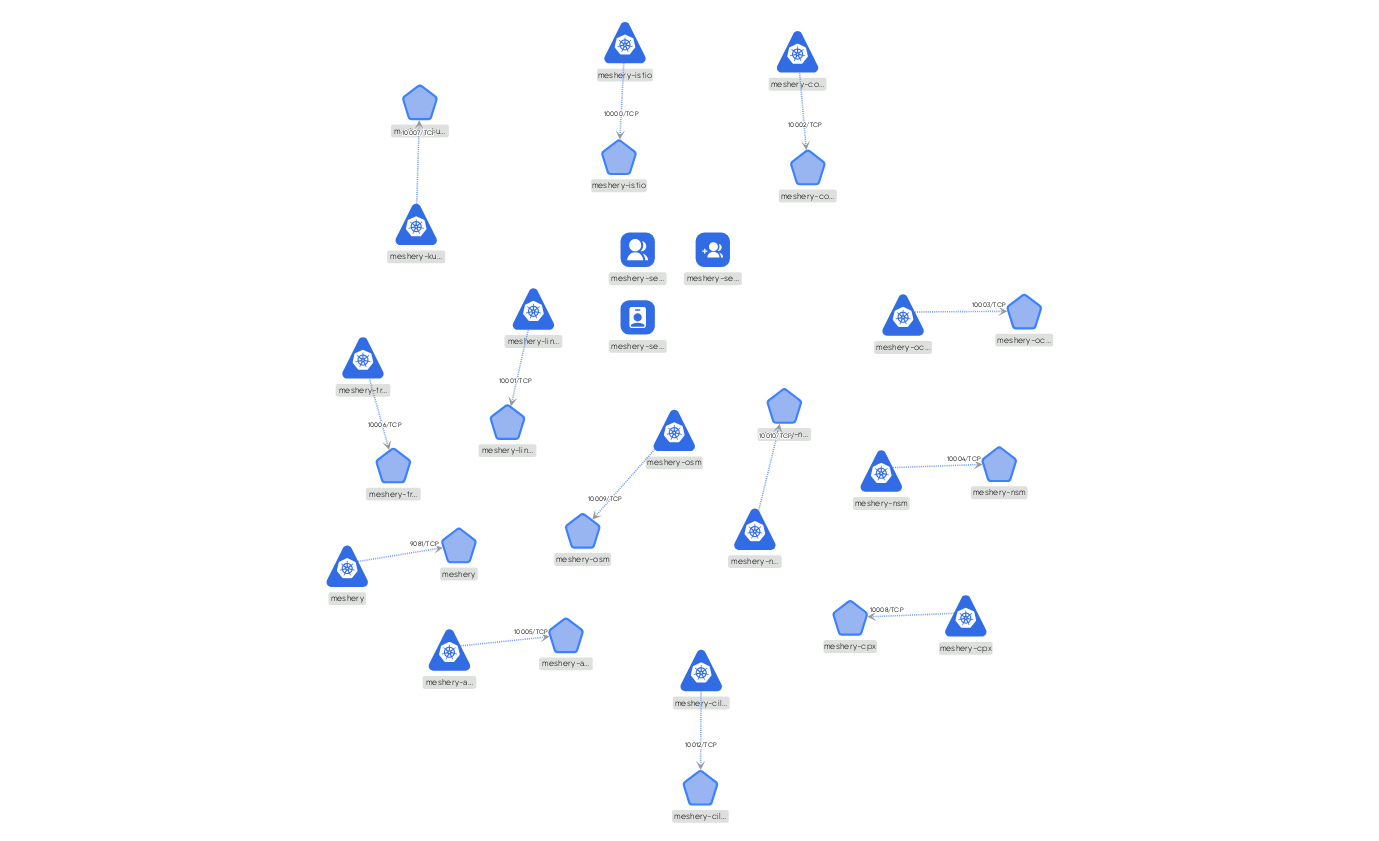 meshery-istio
meshery-co...
10000/TCP
10002/TCP
10007/TCP
meshery-istio
meshery-co...
meshery-ku...
meshery-se...
meshery-se...
10003/TCP
meshery-lin...
meshery-se...
meshery-oc...
meshery-oc...
10001/TCP
meshery-tr...
10006/TCP
10010/TCP
meshery-lin...
10004/TCP
meshery-osm
meshery-tr...
meshery-nsm
10009/TCP
meshery-nsm
9081/TCP
meshery-osm
meshery-n...
meshery
meshery
10008/TCP
10005/TCP
meshery-cpx
meshery-cpx
meshery-a...
meshery-a...
meshery-cil...
10012/TCP
meshery-cil...